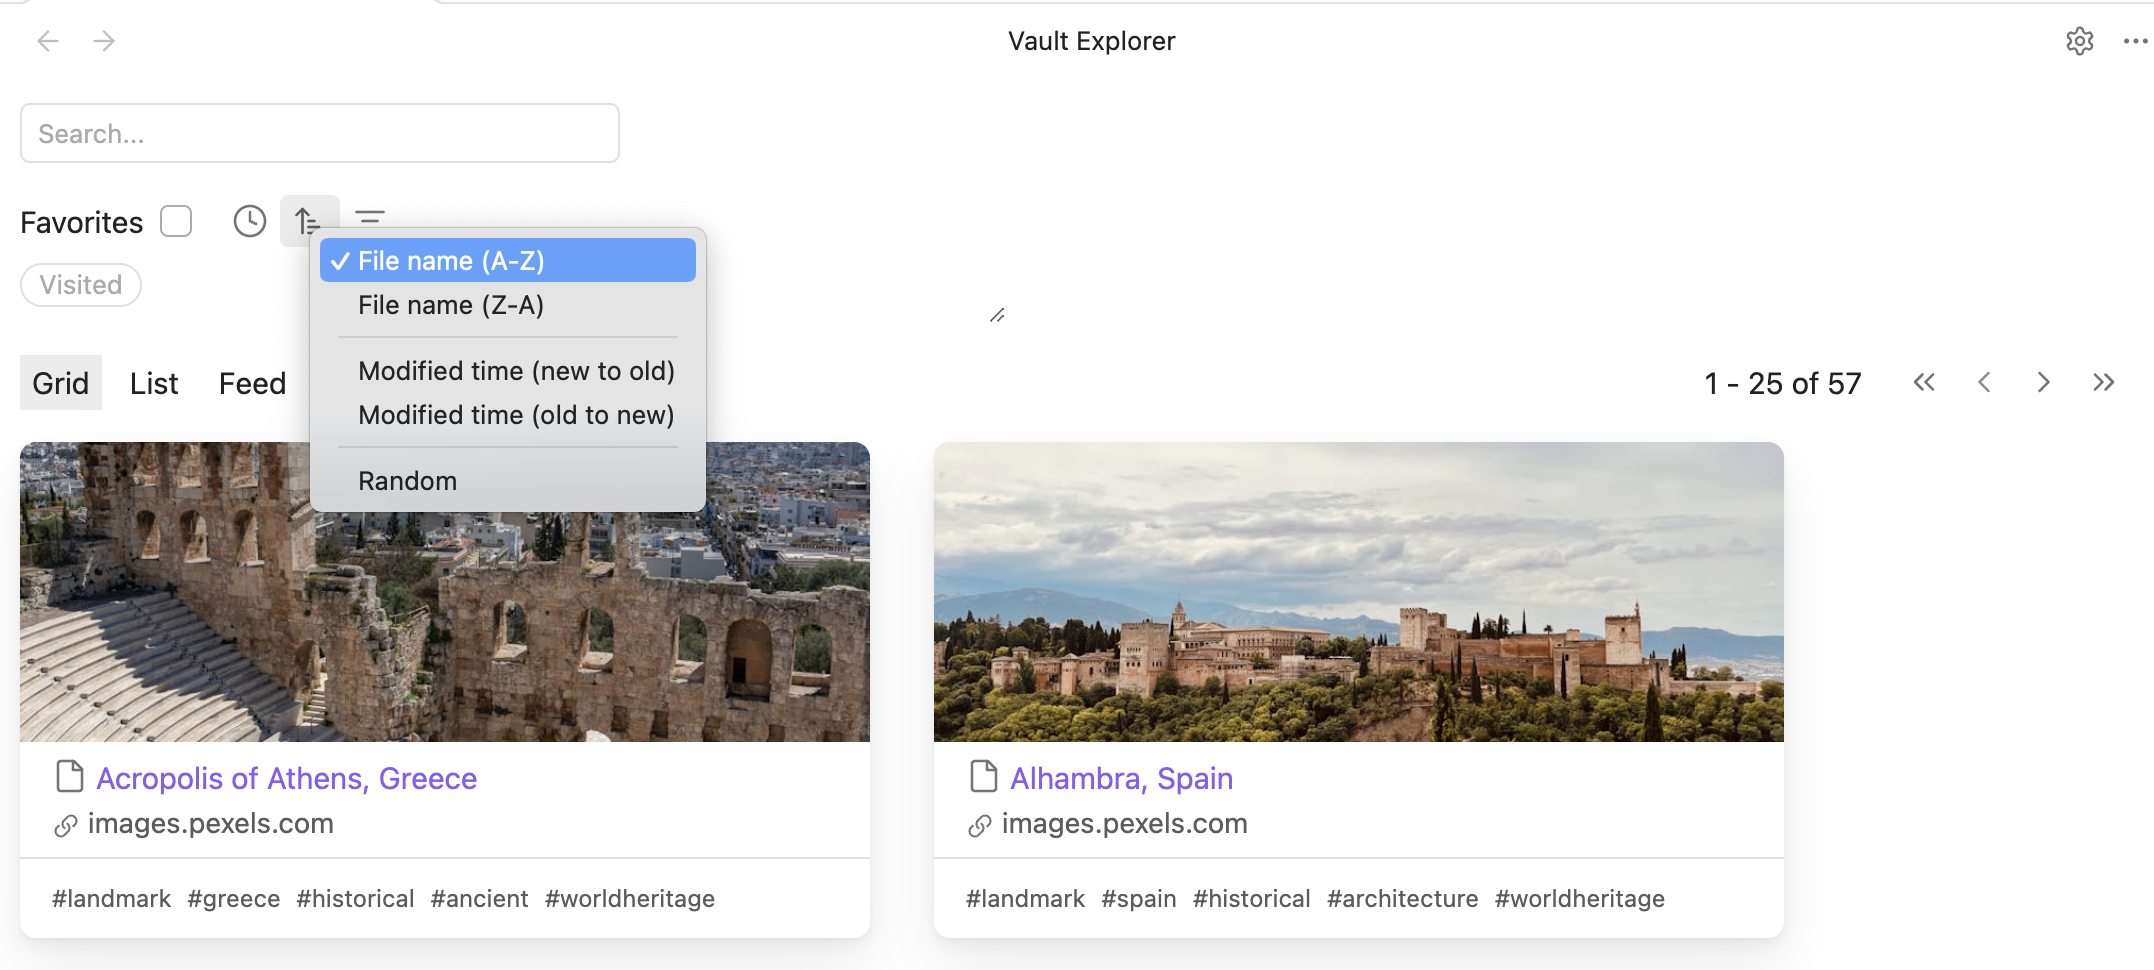 Vault Explorer
Search...
Favorites
Visited
File name (A-Z)
File name (Z-A)
Modified time (new to old)
Modified time (old to new)
Random
Grid List Feed
1 - 25 of 57
Acropolis of Athens, Greece
images.pexels.com
#landmark #greece #historical #ancient #worldheritage
Alhambra, Spain
images.pexels.com
#landmark #spain #historical #architecture #worldheritage